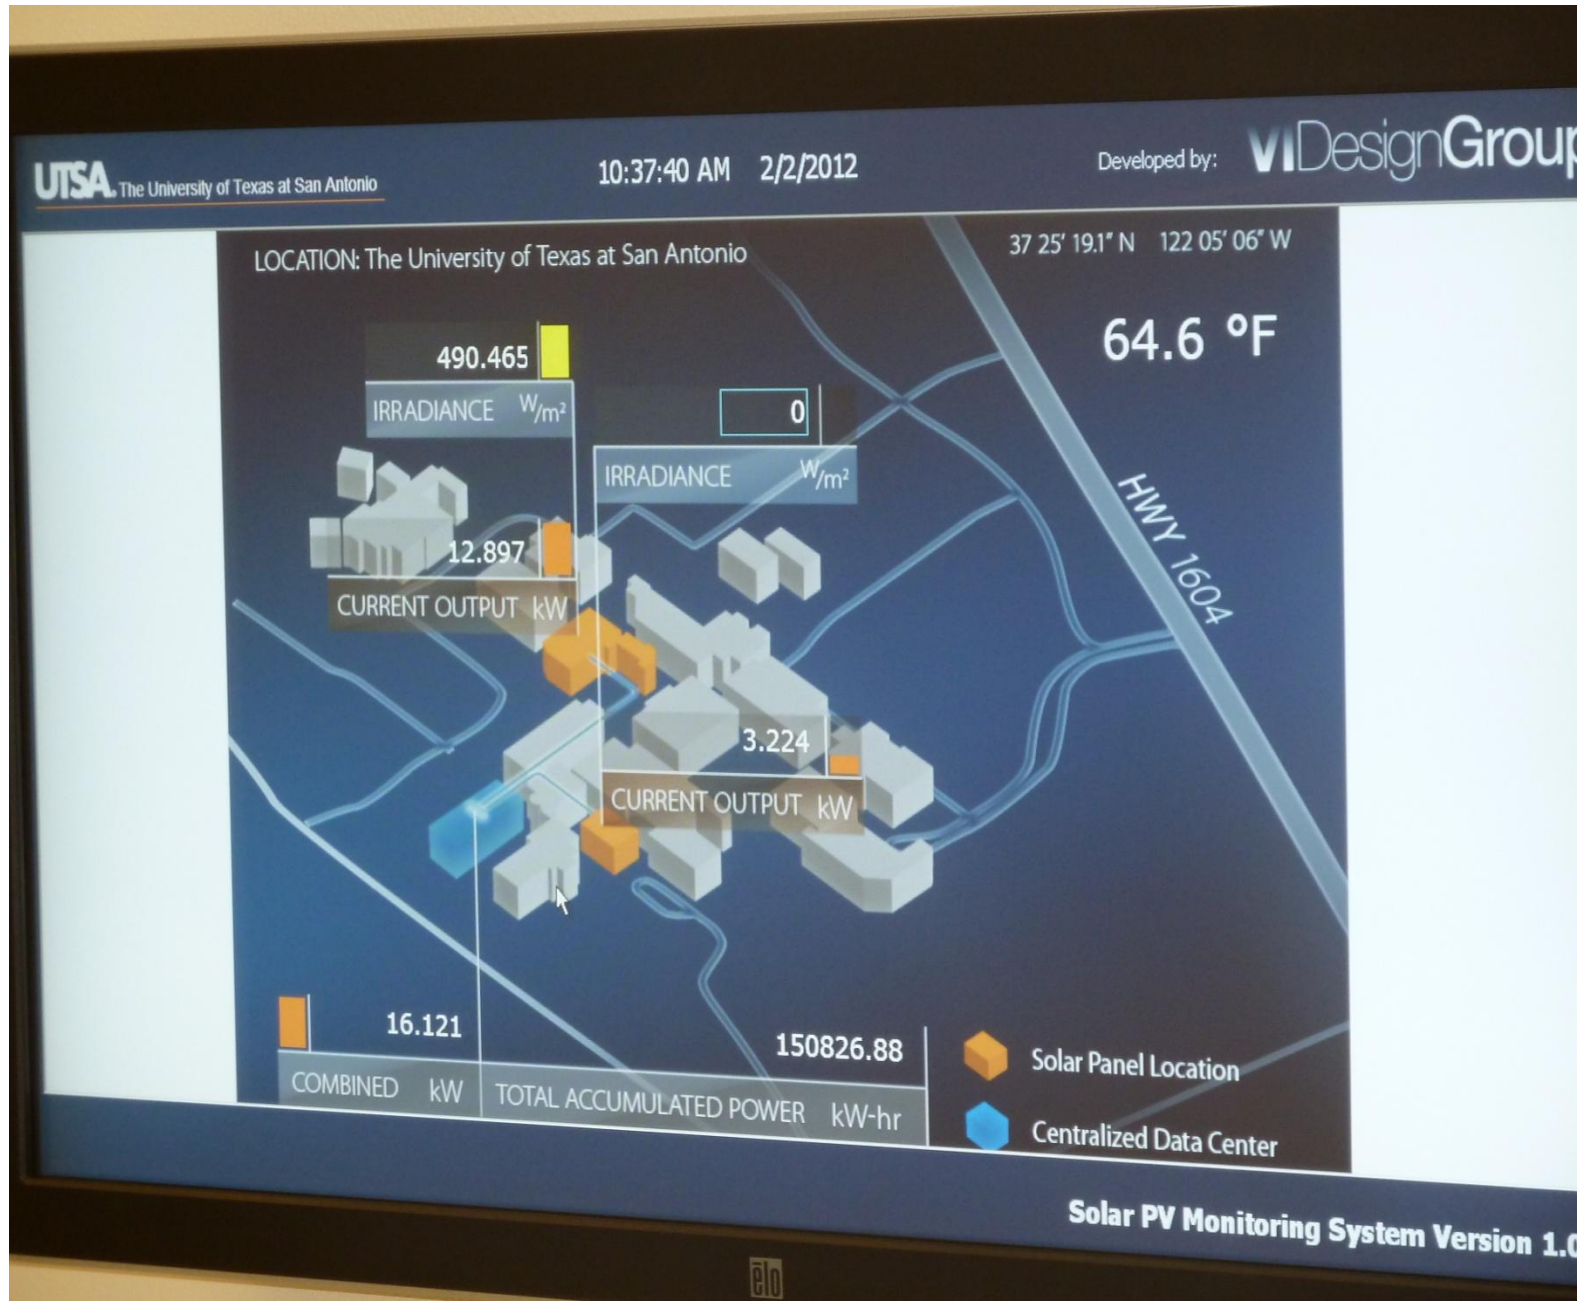 UTSA. The University of Texas at San Antonio
10:37:40 AM 2/2/2012
Developed by: VIDesignGroup
LOCATION: The University of Texas at San Antonio
37 25' 19.1" N 122 05' 06" W
64.6 °F
490.465
IRRADIANCE W/m²
0
IRRADIANCE W/m²
HWY 1604
12.897
CURRENT OUTPUT kW
3.224
CURRENT OUTPUT kW
16.121
COMBINED kW
150826.88
TOTAL ACCUMULATED POWER kW-hr
Solar Panel Location
Centralized Data Center
Solar PV Monitoring System Version 1.0
elo